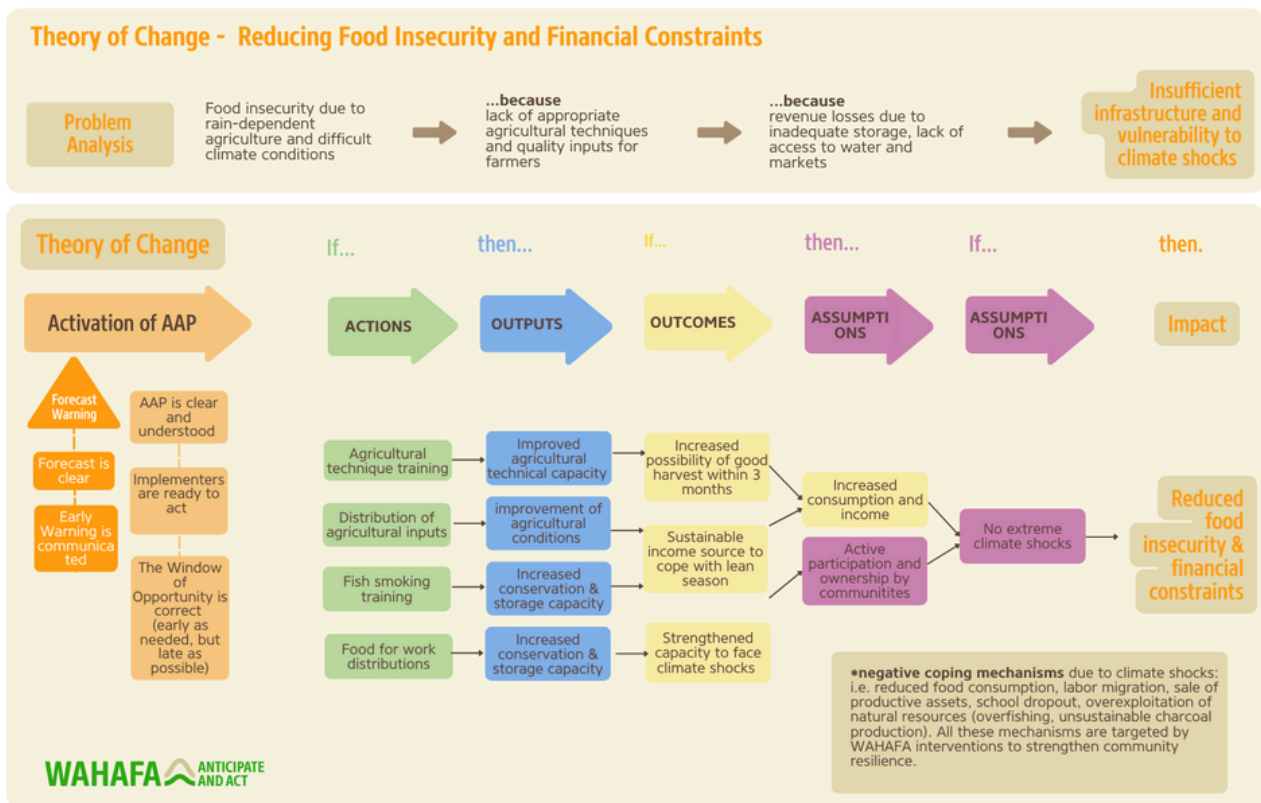 Theory of Change - Reducing Food Insecurity and Financial Constraints
Problem
Analysis
Food insecurity due to
rain-dependent
agriculture and difficult
climate conditions
...because
lack of appropriate
agricultural techniques
and quality inputs for
farmers
...because
revenue losses due to
inadequate storage, lack of
access to water and
markets
Insufficient
infrastructure and
vulnerability to
climate shocks
Theory of Change
If...
then...
If...
then...
If...
then.
Activation of AAP
ACTIONS
OUTPUTS
OUTCOMES
ASSUMPTI
ONS
ASSUMPTI
ONS
Impact
Forecast
Warning
Forecast is
clear
Early
Warning is
communica
ted
AAP is clear
and
understood
Implementers
are ready to
act
The Window
of
Opportunity is
correct
(early as
needed, but
late as
possible)
Agricultural
technique training
Distribution of
agricultural inputs
Fish smoking
training
Food for work
distributions
Improved
agricultural
technical capacity
improvement of
agricultural
conditions
Increased
conservation &
storage capacity
Increased
conservation &
storage capacity
Increased
possibility of good
harvest within 3
months
Sustainable
income source to
cope with lean
season
Strengthened
capacity to face
climate shocks
Increased
consumption and
income
Active
participation and
ownership by
communitites
No extreme
climate shocks
Reduced
food
insecurity &
financial
constraints
*negative coping mechanisms due to climate shocks:
i.e. reduced food consumption, labor migration, sale of
productive assets, school dropout, overexploitation of
natural resources (overfishing, unsustainable charcoal
production). All these mechanisms are targeted by
WAHAFA interventions to strengthen community
resilience.
WAHAFA ANTICIPATE
AND ACT